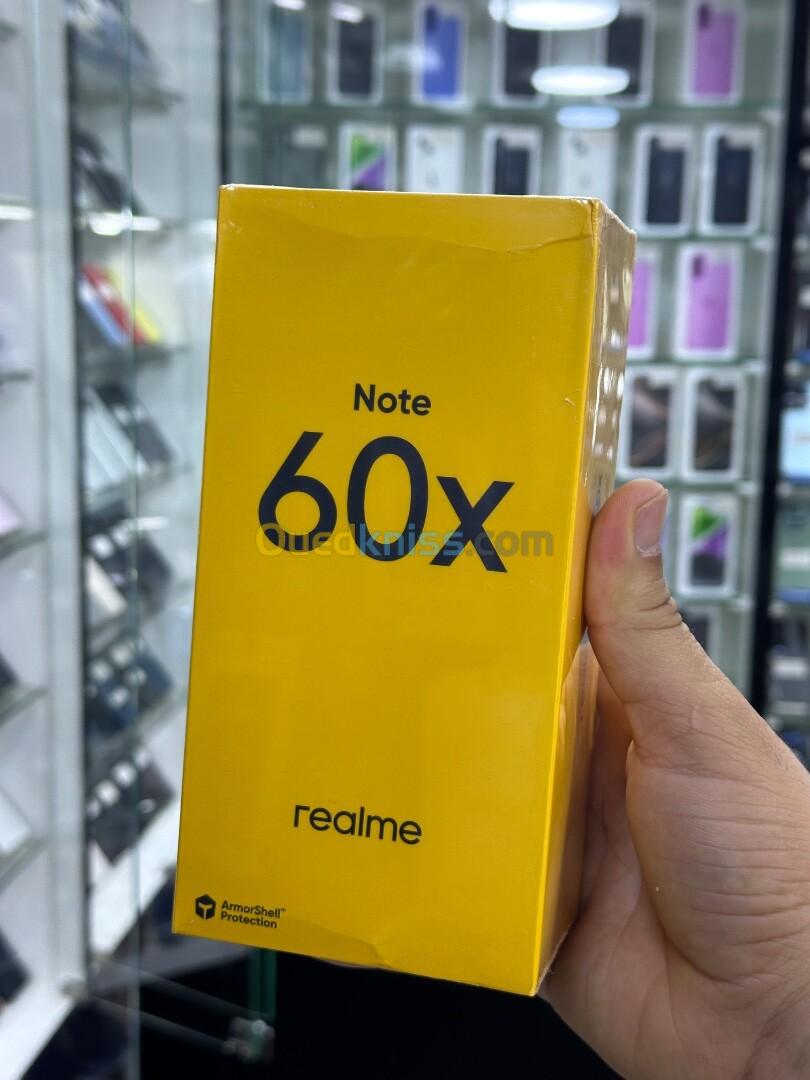 Note
60x
Ouedkniss.com
realme
ArmorShell™
Protection